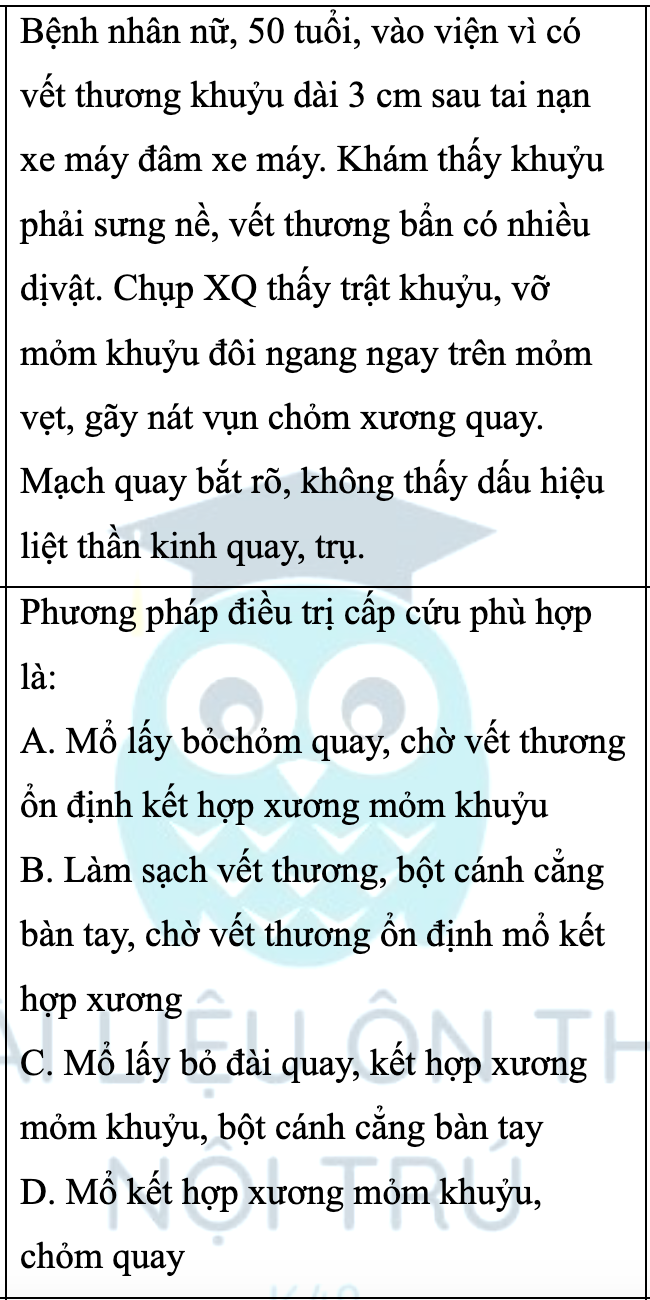 Bệnh nhân nữ, 50 tuổi, vào viện vì có
vết thương khuỷu dài 3 cm sau tai nạn
xe máy đâm xe máy. Khám thấy khuỷu
phải sưng nề, vết thương bẩn có nhiều
dịvật. Chụp XQ thấy trật khuỷu, vỡ
mỏm khuỷu đôi ngang ngay trên mỏm
vẹt, gãy nát vụn chỏm xương quay.
Mạch quay bắt rõ, không thấy dấu hiệu
liệt thần kinh quay, trụ.
Phương pháp điều trị cấp cứu phù hợp
là:
A. Mổ lấy bỏchỏm quay, chờ vết thương
ổn định kết hợp xương mỏm khuỷu
B. Làm sạch vết thương, bột cánh cẳng
bàn tay, chờ vết thương ổn định mổ kết
hợp xương
C. Mổ lấy bỏ đài quay, kết hợp xương
mỏm khuỷu, bột cánh cẳng bàn tay
D. Mổ kết hợp xương mỏm khuỷu,
chỏm quay
ÀI LIỆU ÔN TH
NỘI TRÚ